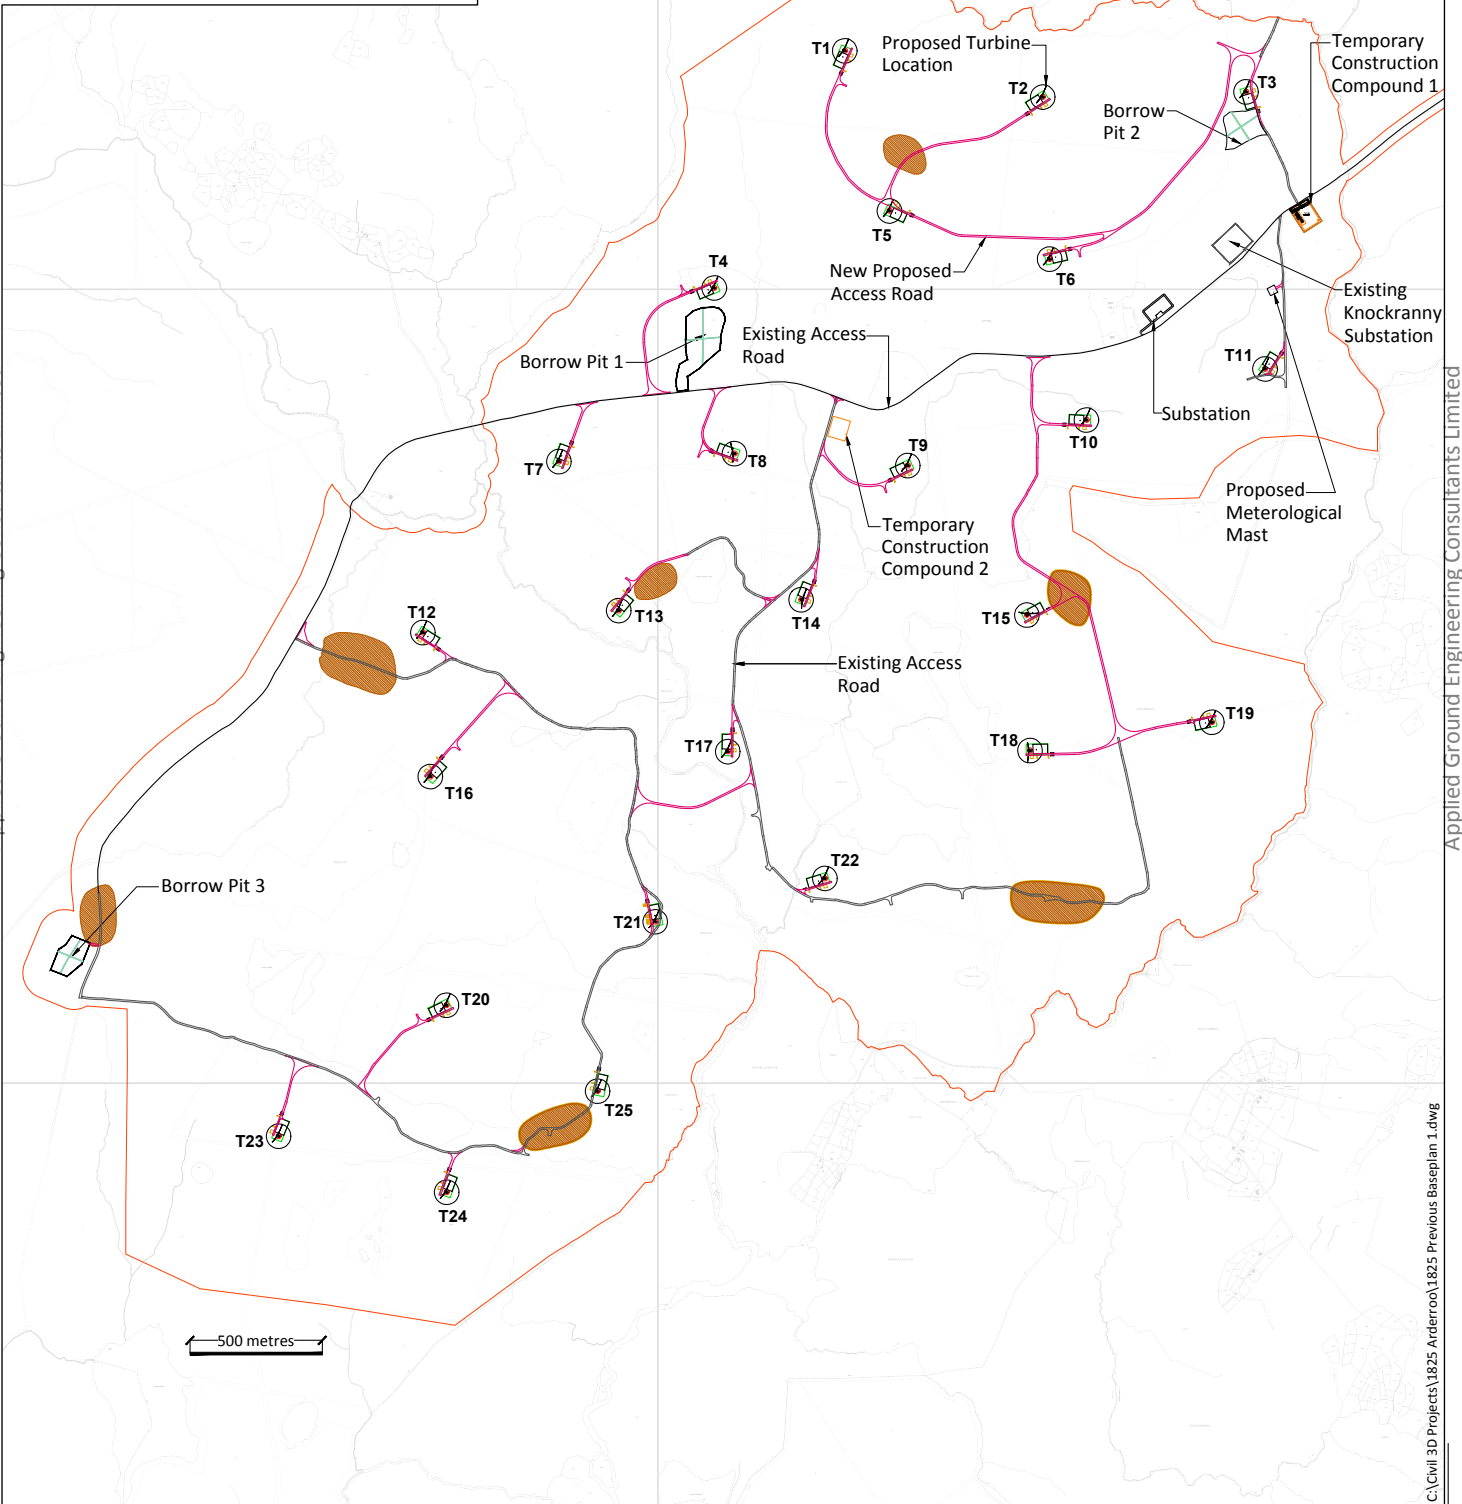 T1
Proposed Turbine
Location
T2
Temporary
Construction
Compound 1
T3
Borrow
Pit 2
T5
T6
T4
New Proposed
Access Road
Existing
Knockranny
Substation
Existing Access
Road
Borrow Pit 1
T11
Substation
T10
T7
T8
T9
Proposed
Meterological
Mast
Temporary
Construction
Compound 2
T12
T13
T14
T15
Existing Access
Road
T19
T17
T18
T16
T22
Borrow Pit 3
T21
T20
T25
T23
T24
500 metres
Applied Ground Engineering Consultants Limited
C:\Civil 3D Projects\1825 Arderroo\1825 Previous Baseplan 1.dwg